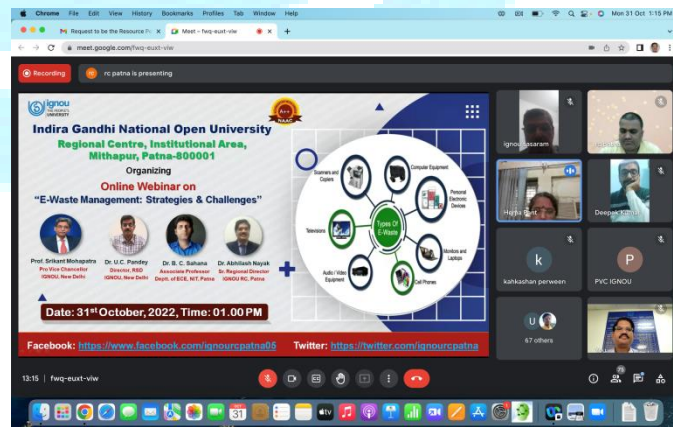 Chrome File Edit View History Bookmarks Profiles Tab Window Help
Mon 31 Oct 1:15 PM
Request to be the Resource Pe
Meet – fwq-euxt-viw
meet.google.com/fwq-euxt-viw
Recording
rc patna is presenting
ignou
THE PEOPLE'S
UNIVERSITY
A++
NAAC
Indira Gandhi National Open University
Regional Centre, Institutional Area,
Mithapur, Patna-800001
Organizing
Online Webinar on
“E-Waste Management: Strategies & Challenges”
Prof. Srikant Mohapatra
Pro Vice Chancellor
IGNOU, New Delhi
Dr. U.C. Pandey
Director, RSD
IGNOU, New Delhi
Dr. B. C. Sahana
Associate Professor
Deptt. of ECE, NIT, Patna
Dr. Abhilash Nayak
Sr. Regional Director
IGNOU RC, Patna
Date: 31st October, 2022, Time: 01.00 PM
Facebook: https://www.facebook.com/ignourcpatna05 Twitter: https://twitter.com/ignourcpatna
Scanners and
Copiers
Computer Equipment
Personal
Electronic
Devices
Televisions
Types Of
E-Waste
Monitors and
Laptops
Audio / Video
Equipment
Cell Phones
k
kahkashan perween
P
PVC IGNOU
U
67 others
13:15 | fwq-euxt-viw
75
31
tv